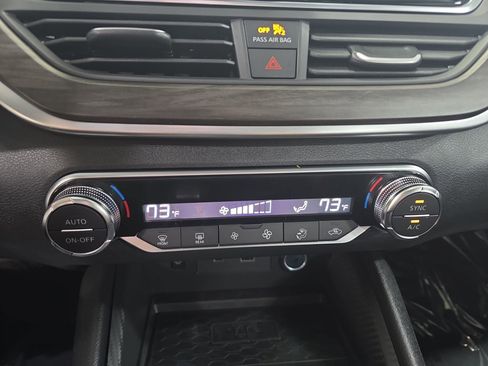 OFF
PASS AIR BAG
AUTO
ON•OFF
73°F
73°F
SYNC
A/C
FRONT
REAR